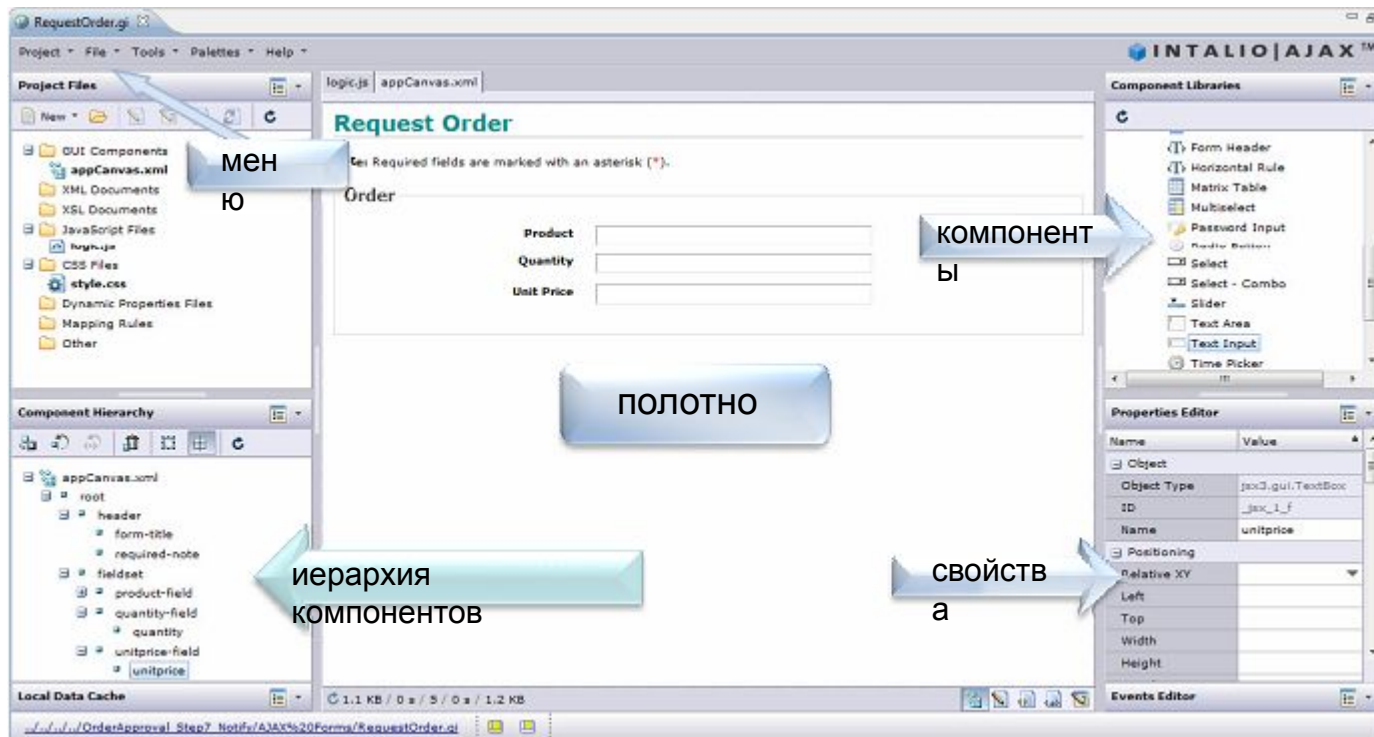 RequestOrder.gi
Project File Tools Palettes Help
INTALIO|AJAX™
Project Files
New
GUI Components
appCanvas.xml
XML Documents
XSL Documents
JavaScript Files
logic.js
CSS Files
style.css
Dynamic Properties Files
Mapping Rules
Other
мен
ю
Component Hierarchy
appCanvas.xml
root
header
form-title
required-note
fieldset
product-field
quantity-field
quantity
unitprice-field
unitprice
иерархия
компонентов
Local Data Cache
logic.js appCanvas.xml
Request Order
Required fields are marked with an asterisk (*).
Order
Product
Quantity
Unit Price
полотно
1.1 KB / 0 s / 5 / 0 s / 1.2 KB
Component Libraries
Form Header
Horizontal Rule
Matrix Table
Multiselect
Password Input
Radio Button
Select
Select - Combo
Slider
Text Area
Text Input
Time Picker
компонент
ы
Properties Editor
Name Value
Object
Object Type jsx3.gui.TextBox
ID _jsx_1_f
Name unitprice
Positioning
Relative XY
Left
Top
Width
Height
свойств
а
Events Editor
../../../../OrderApproval_Step7_Notify/AJAX%20Forms/RequestOrder.gi